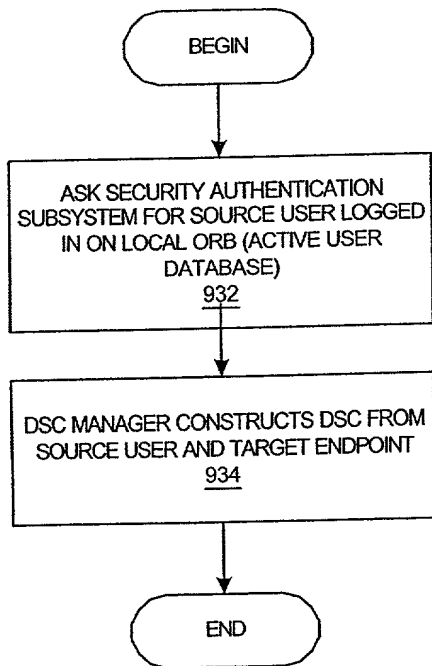 BEGIN
ASK SECURITY AUTHENTICATION
SUBSYSTEM FOR SOURCE USER LOGGED
IN ON LOCAL ORB (ACTIVE USER
DATABASE)
932
DSC MANAGER CONSTRUCTS DSC FROM
SOURCE USER AND TARGET ENDPOINT
934
END